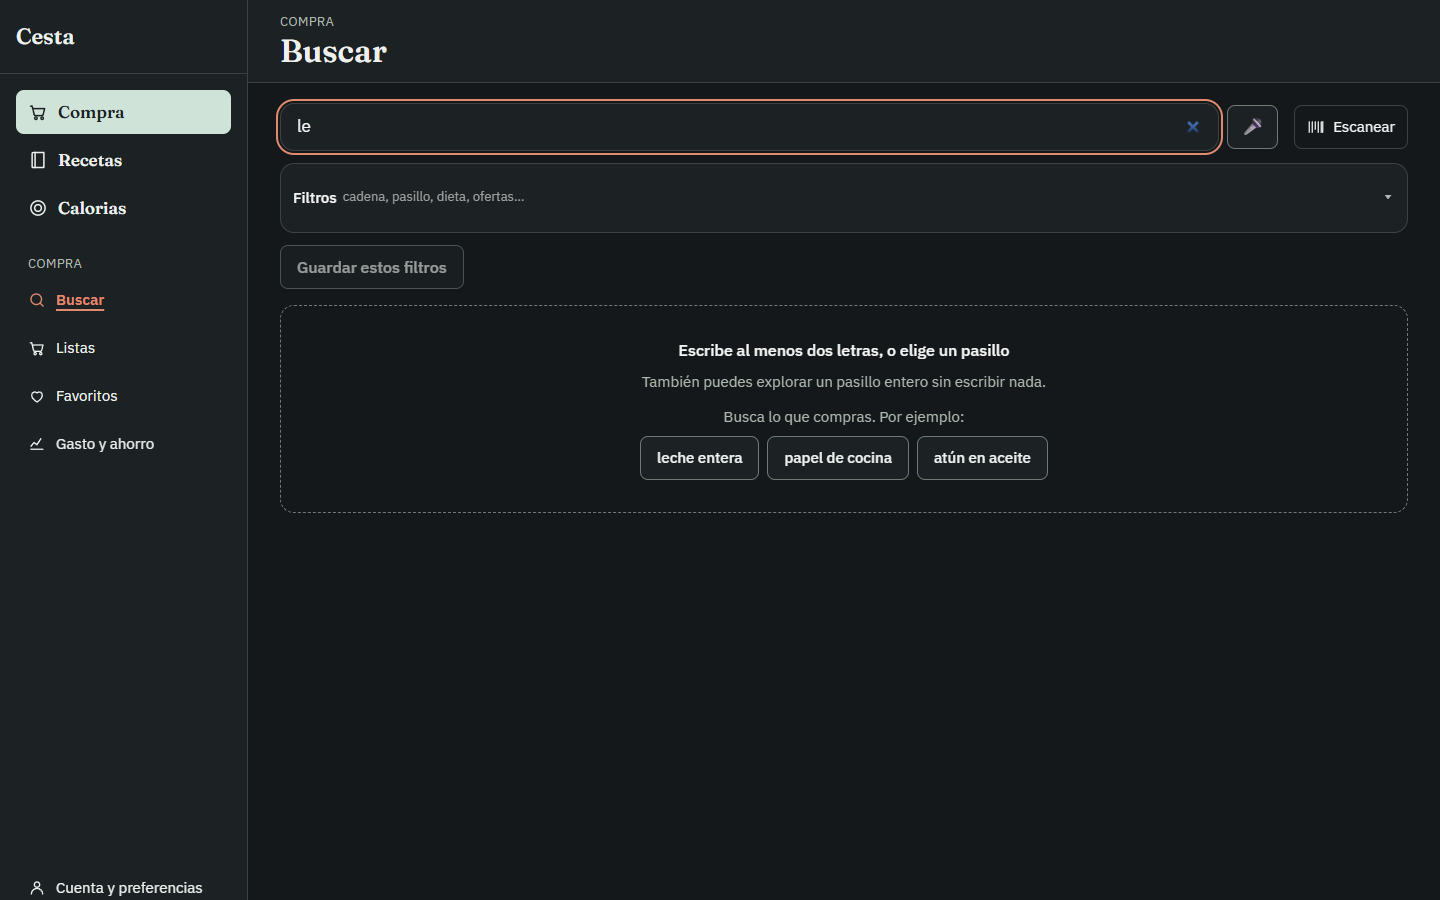 Cesta
Compra
Recetas
Calorias
COMPRA
Buscar
Listas
Favoritos
Gasto y ahorro
Cuenta y preferencias
COMPRA
Buscar
le
Escanear
Filtros cadena, pasillo, dieta, ofertas...
Guardar estos filtros
Escribe al menos dos letras, o elige un pasillo
También puedes explorar un pasillo entero sin escribir nada.
Busca lo que compras. Por ejemplo:
leche entera papel de cocina atún en aceite